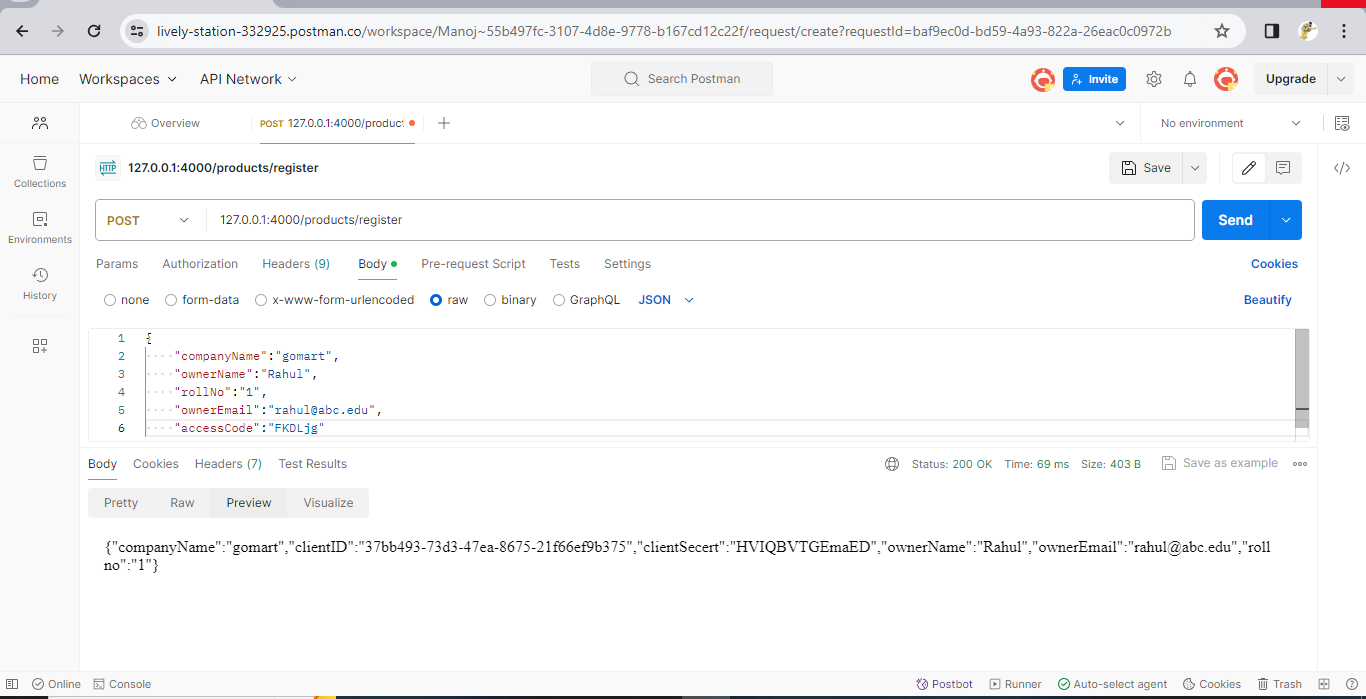 lively-station-332925.postman.co/workspace/Manoj~55b497fc-3107-4d8e-9778-b167cd12c22f/request/create?requestId=baf9ec0d-bd59-4a93-822a-26eac0c0972b
Home Workspaces API Network Search Postman Invite Upgrade
Overview POST 127.0.0.1:4000/product No environment
HTTP 127.0.0.1:4000/products/register Save
Collections
POST 127.0.0.1:4000/products/register Send
Environments
Params Authorization Headers (9) Body Pre-request Script Tests Settings Cookies
History
none form-data x-www-form-urlencoded raw binary GraphQL JSON Beautify
1 {
2 "companyName":"gomart",
3 "ownerName":"Rahul",
4 "rollNo":"1",
5 "ownerEmail":"rahul@abc.edu",
6 "accessCode":"FKDLjg"
Body Cookies Headers (7) Test Results Status: 200 OK Time: 69 ms Size: 403 B Save as example
Pretty Raw Preview Visualize
{"companyName":"gomart","clientID":"37bb493-73d3-47ea-8675-21f66ef9b375","clientSecert":"HVIQBVTGEmaED","ownerName":"Rahul","ownerEmail":"rahul@abc.edu","roll
no":"1"}
Online Console Postbot Runner Auto-select agent Cookies Trash